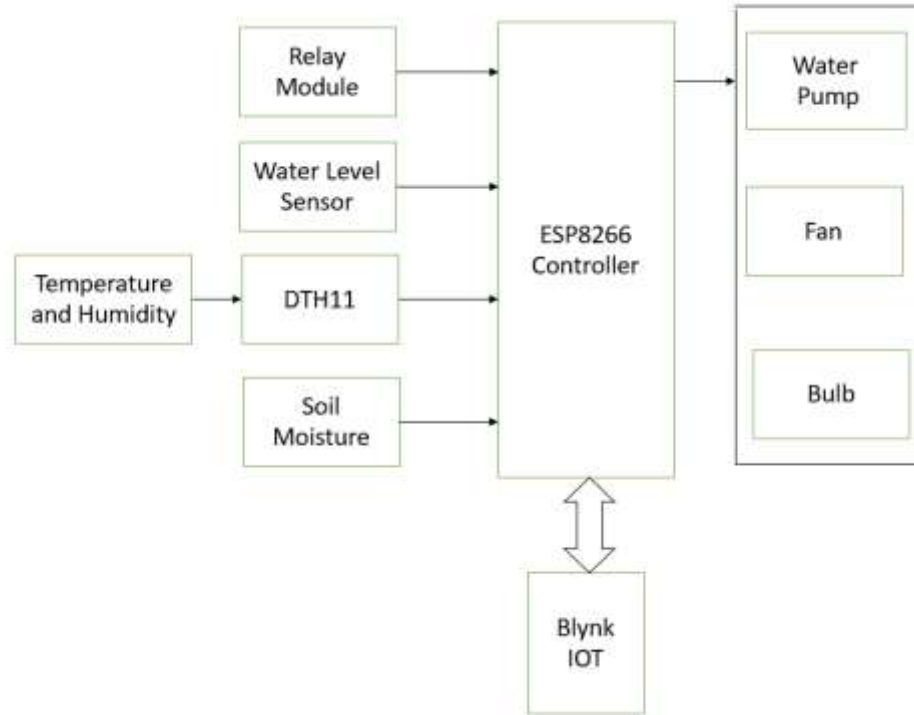 Relay
Module
Water Level
Sensor
Temperature
and Humidity
DTH11
Soil
Moisture
ESP8266
Controller
Water
Pump
Fan
Bulb
Blynk
IOT